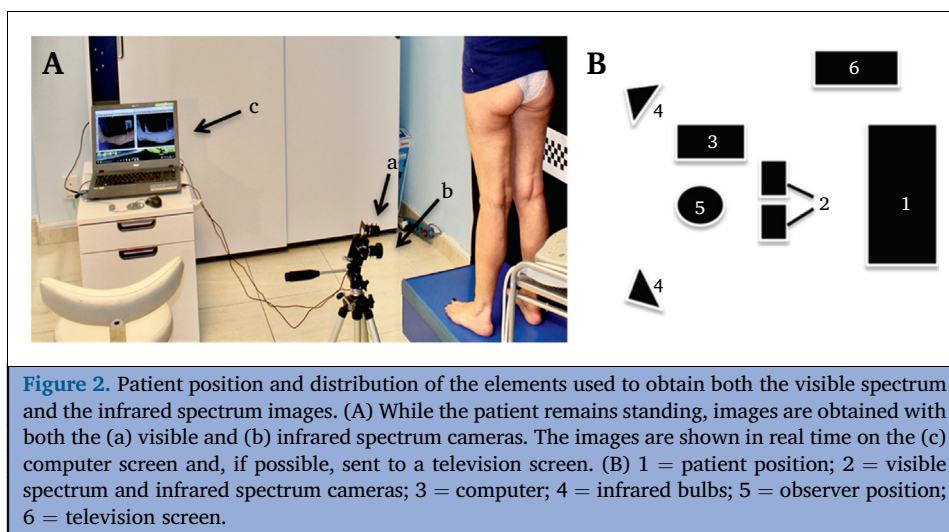 A
c
a
b
B
6
4
3
2
5
1
4
Figure 2. Patient position and distribution of the elements used to obtain both the visible spectrum
and the infrared spectrum images. (A) While the patient remains standing, images are obtained with
both the (a) visible and (b) infrared spectrum cameras. The images are shown in real time on the (c)
computer screen and, if possible, sent to a television screen. (B) 1 = patient position; 2 = visible
spectrum and infrared spectrum cameras; 3 = computer; 4 = infrared bulbs; 5 = observer position;
6 = television screen.